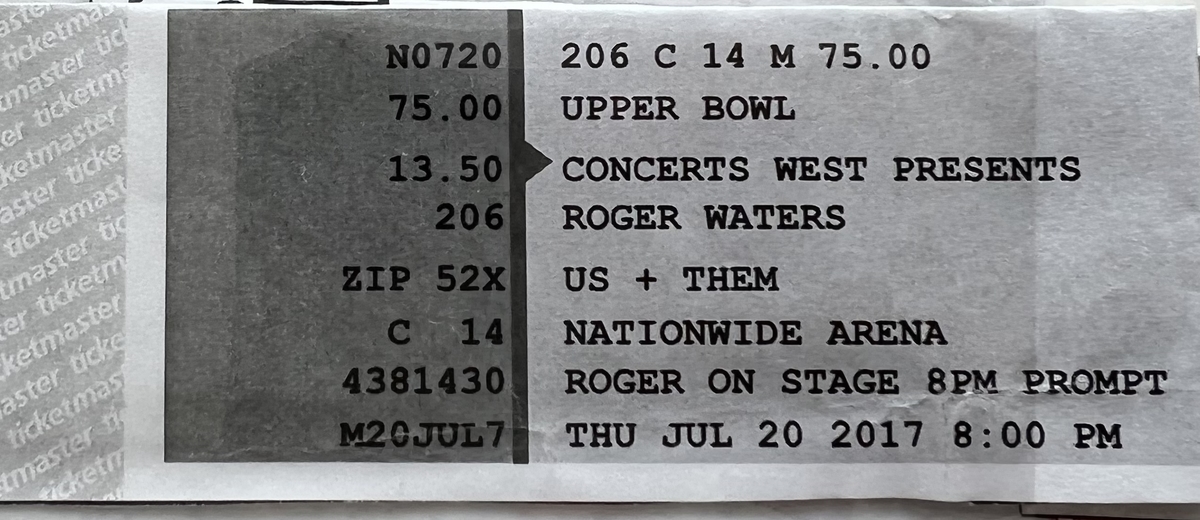 N0720 206 C 14 M 75.00
75.00 UPPER BOWL
13.50 CONCERTS WEST PRESENTS
206 ROGER WATERS
ZIP 52X US + THEM
C 14 NATIONWIDE ARENA
4381430 ROGER ON STAGE 8PM PROMPT
M20JUL7 THU JUL 20 2017 8:00 PM
ticketmaster